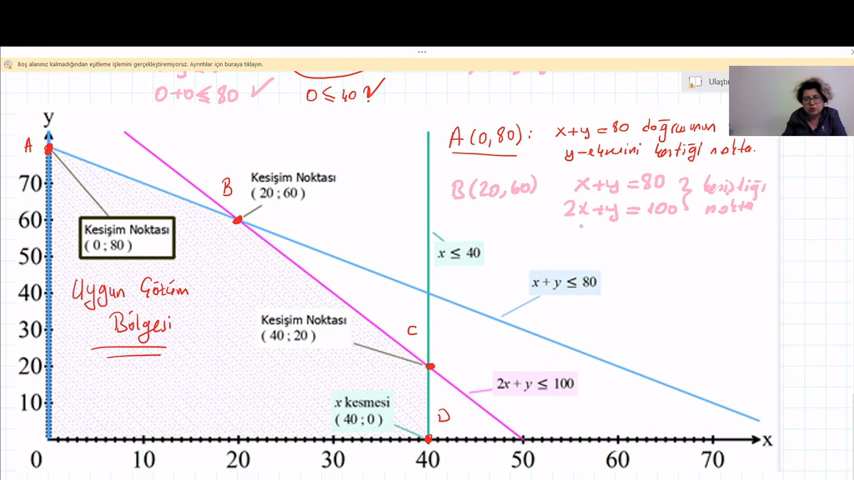 Boş alanınız kalmadığından eşitleme işlemini gerçekleştiremiyoruz. Ayrıntılar için buraya tıklayın.
Ulaştır
0+0≤80 ✓
0≤40 ✓
y
A
A(0,80): x+y=80 doğrusunun
y-eksenini kestiği nokta.
B
Kesişim Noktası
(20;60)
B(20,60) x+y=80
2x+y=100 } kesiştiği
nokta
70
60
50
40
30
20
10
0
Kesişim Noktası
(0;80)
x ≤ 40
x + y ≤ 80
Uygun Çözüm
Bölgesi
Kesişim Noktası
(40;20)
C
2x + y ≤ 100
x kesmesi
(40;0)
D
x
10
20
30
40
50
60
70